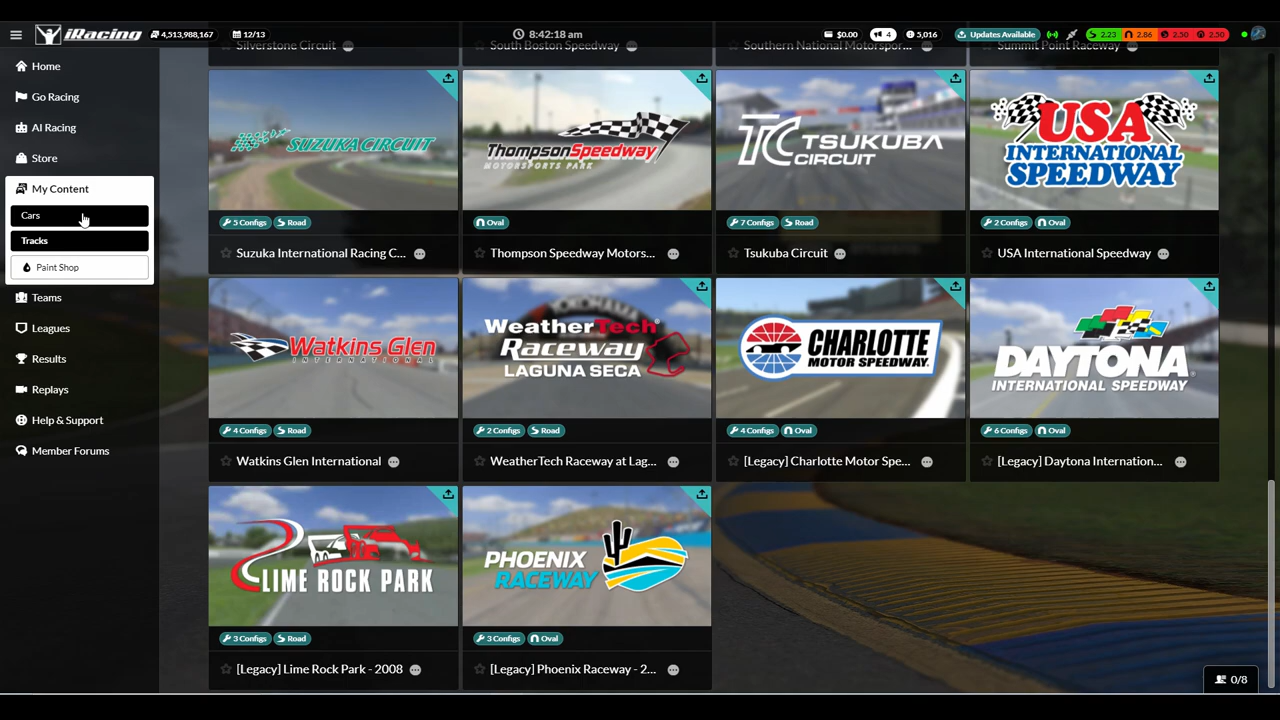 iRacing
4,513,988,167
12/13
8:42:18 am
$0.00
4
5,016
Updates Available
2.23
2.86
2.50
2.50
Home
Go Racing
AI Racing
Store
My Content
Cars
Tracks
Paint Shop
Teams
Leagues
Results
Replays
Help & Support
Member Forums
Silverstone Circuit
South Boston Speedway
Southern National Motorspor...
Summit Point Raceway
SUZUKA CIRCUIT
5 Configs Road
Suzuka International Racing C...
ThompsonSpeedway
MOTORSPORTS PARK
Oval
Thompson Speedway Motors...
TC TSUKUBA
CIRCUIT
7 Configs Road
Tsukuba Circuit
USA
INTERNATIONAL
SPEEDWAY
2 Configs Oval
USA International Speedway
Watkins Glen
INTERNATIONAL
4 Configs Road
Watkins Glen International
YOKOHAMA
WeatherTech®
Raceway
LAGUNA SECA
2 Configs Road
WeatherTech Raceway at Lag...
CHARLOTTE
MOTOR SPEEDWAY.
4 Configs Oval
[Legacy] Charlotte Motor Spe...
DAYTONA
INTERNATIONAL SPEEDWAY
6 Configs Oval
[Legacy] Daytona Internation...
LIME ROCK PARK
3 Configs Road
[Legacy] Lime Rock Park - 2008
PHOENIX
RACEWAY
3 Configs Oval
[Legacy] Phoenix Raceway - 2...
0/8